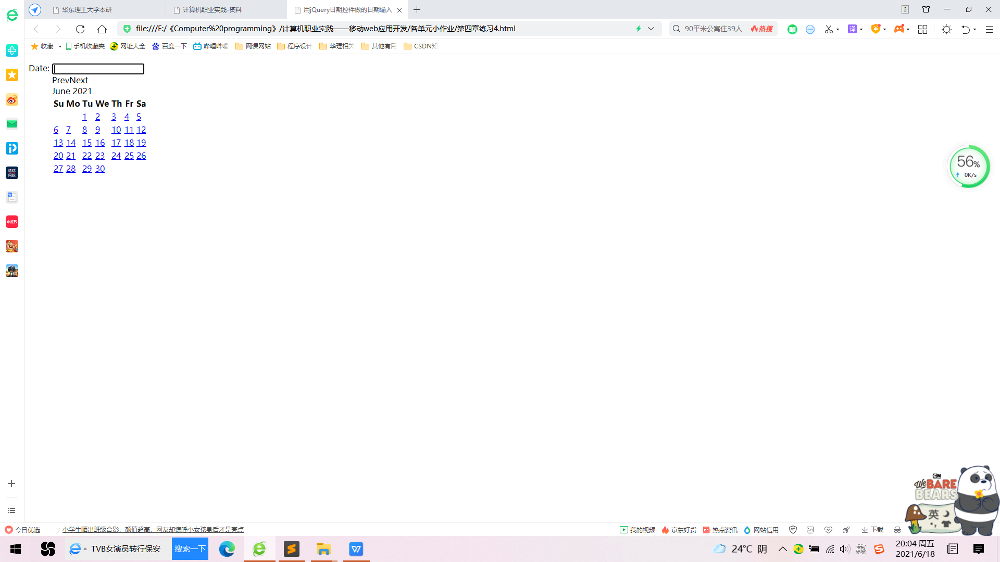 华东理工大学本研
计算机职业实践-资料
用jQuery日期控件做的日期输入
3
file:///E:/《Computer%20programming》/计算机职业实践——移动web应用开发/各单元小作业/第四章练习4.html
90平米公寓住39人
热搜
译
收藏
手机收藏夹
网址大全
百度一下
哔哩哔哩
网课网站
程序设计
华理相关
其他有用
CSDN知
Date:
PrevNext
June 2021
Su Mo Tu We Th Fr Sa
1 2 3 4 5
6 7 8 9 10 11 12
13 14 15 16 17 18 19
20 21 22 23 24 25 26
27 28 29 30
环球网校
小红书
56%
0K/s
CN
We BARE BEARS
英
今日优选
小学生晒出班级合影，颜值超高，网友却惊呼小女孩身后才是亮点
我的视频
京东好货
热点资讯
网站信用
下载
TVB女演员转行保安
搜索一下
24°C 阴
英
20:04 周五
2021/6/18